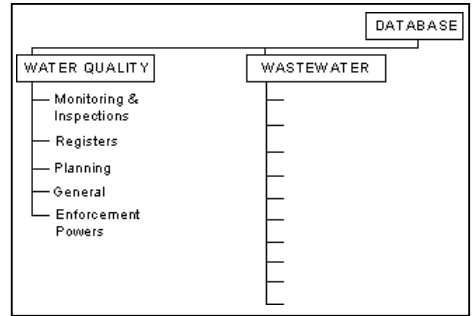 DATABASE
WATER QUALITY
WASTEWATER
Monitoring &
Inspections
Registers
Planning
General
Enforcement
Powers